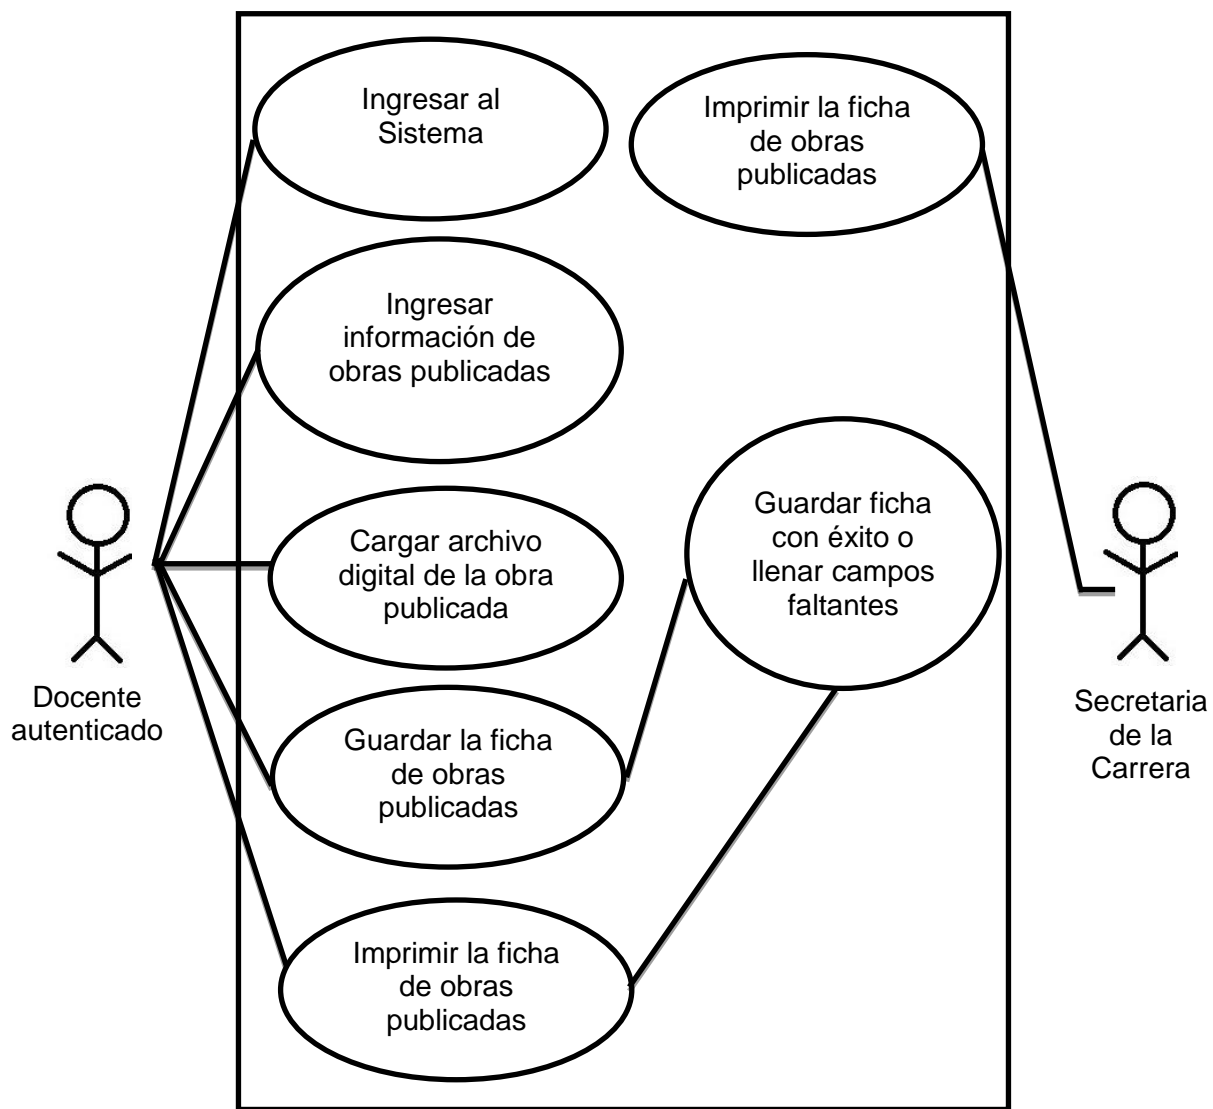 Ingresar al
Sistema
Imprimir la ficha
de obras
publicadas
Ingresar
información de
obras publicadas
Cargar archivo
digital de la obra
publicada
Guardar ficha
con éxito o
llenar campos
faltantes
Docente
autenticado
Secretaria
de la
Carrera
Guardar la ficha
de obras
publicadas
Imprimir la ficha
de obras
publicadas